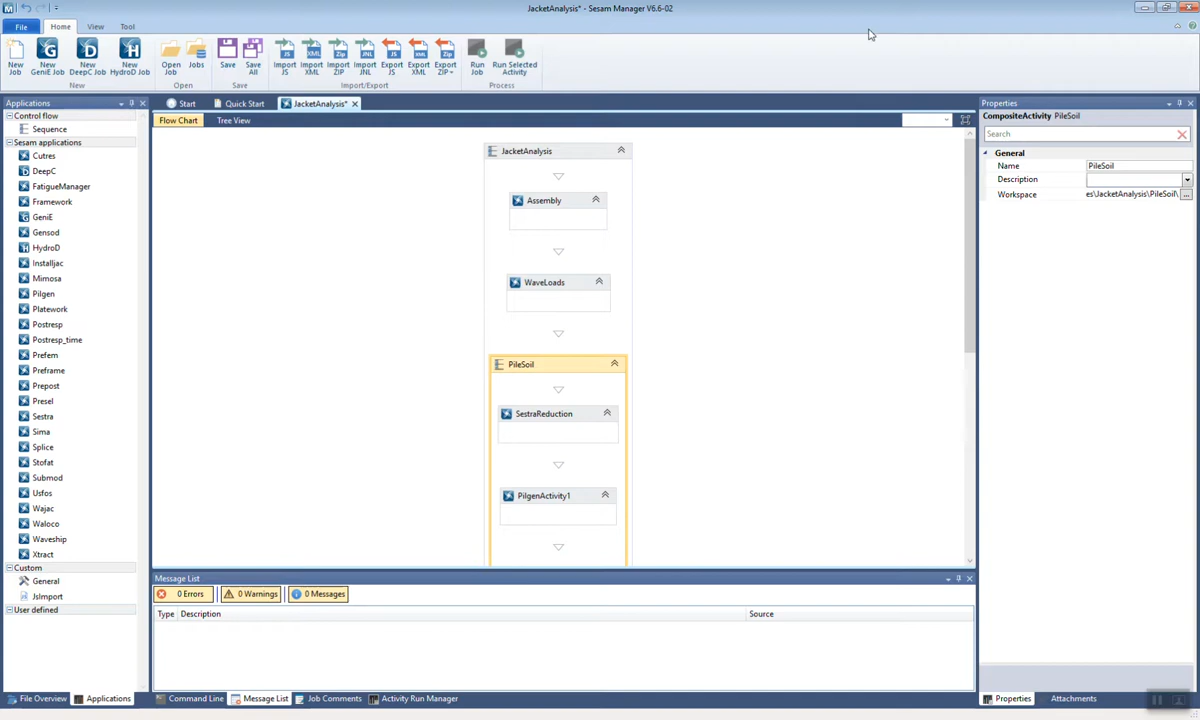 JacketAnalysis* - Sesam Manager V6.6-02
File Home View Tool
New Job
New GeniE Job
New DeepC Job
New HydroD Job
Open Job
Jobs
Save
Save All
Import JS
Import XML
Import ZIP
Import JNL
Export JS
Export XML
Export ZIP
Run Job
Run Selected Activity
New Open Save Import/Export Process
Applications
Control flow
Sequence
Sesam applications
Cutres
DeepC
FatigueManager
Framework
GeniE
Gensod
HydroD
Installjac
Mimosa
Pilgen
Platework
Postresp
Postresp_time
Prefem
Preframe
Prepost
Presel
Sestra
Sima
Splice
Stofat
Submod
Usfos
Wajac
Waloco
Waveship
Xtract
Custom
General
JsImport
User defined
File Overview Applications
Start Quick Start JacketAnalysis*
Flow Chart Tree View
JacketAnalysis
Assembly
WaveLoads
PileSoil
SestraReduction
PilgenActivity1
Message List
0 Errors 0 Warnings 0 Messages
Type Description Source
Command Line Message List Job Comments Activity Run Manager
Properties
CompositeActivity PileSoil
Search
General
Name PileSoil
Description
Workspace es\JacketAnalysis\PileSoil\ ...
Properties Attachments